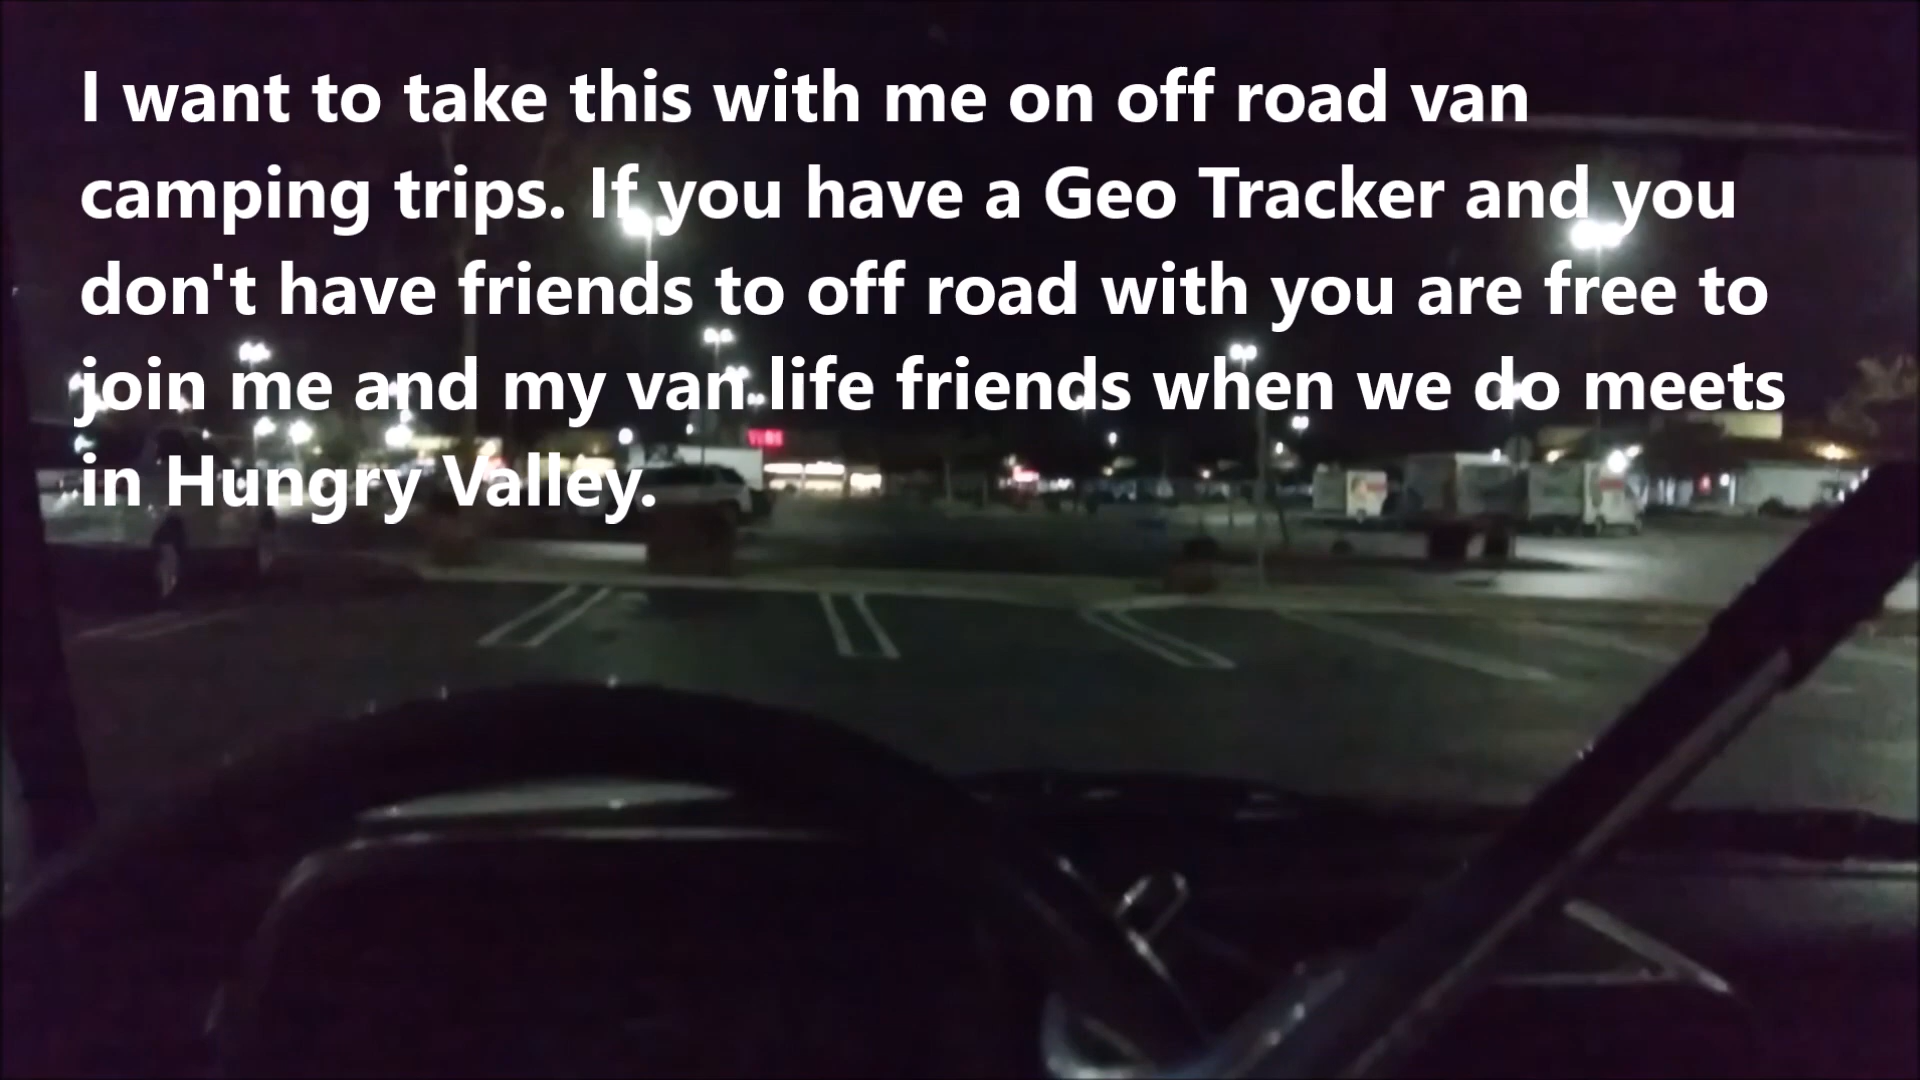 I want to take this with me on off road van
camping trips. If you have a Geo Tracker and you
don't have friends to off road with you are free to
join me and my van life friends when we do meets
in Hungry Valley.